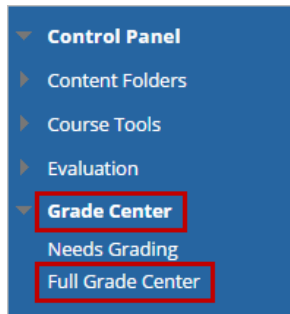 Control Panel
Content Folders
Course Tools
Evaluation
Grade Center
Needs Grading
Full Grade Center